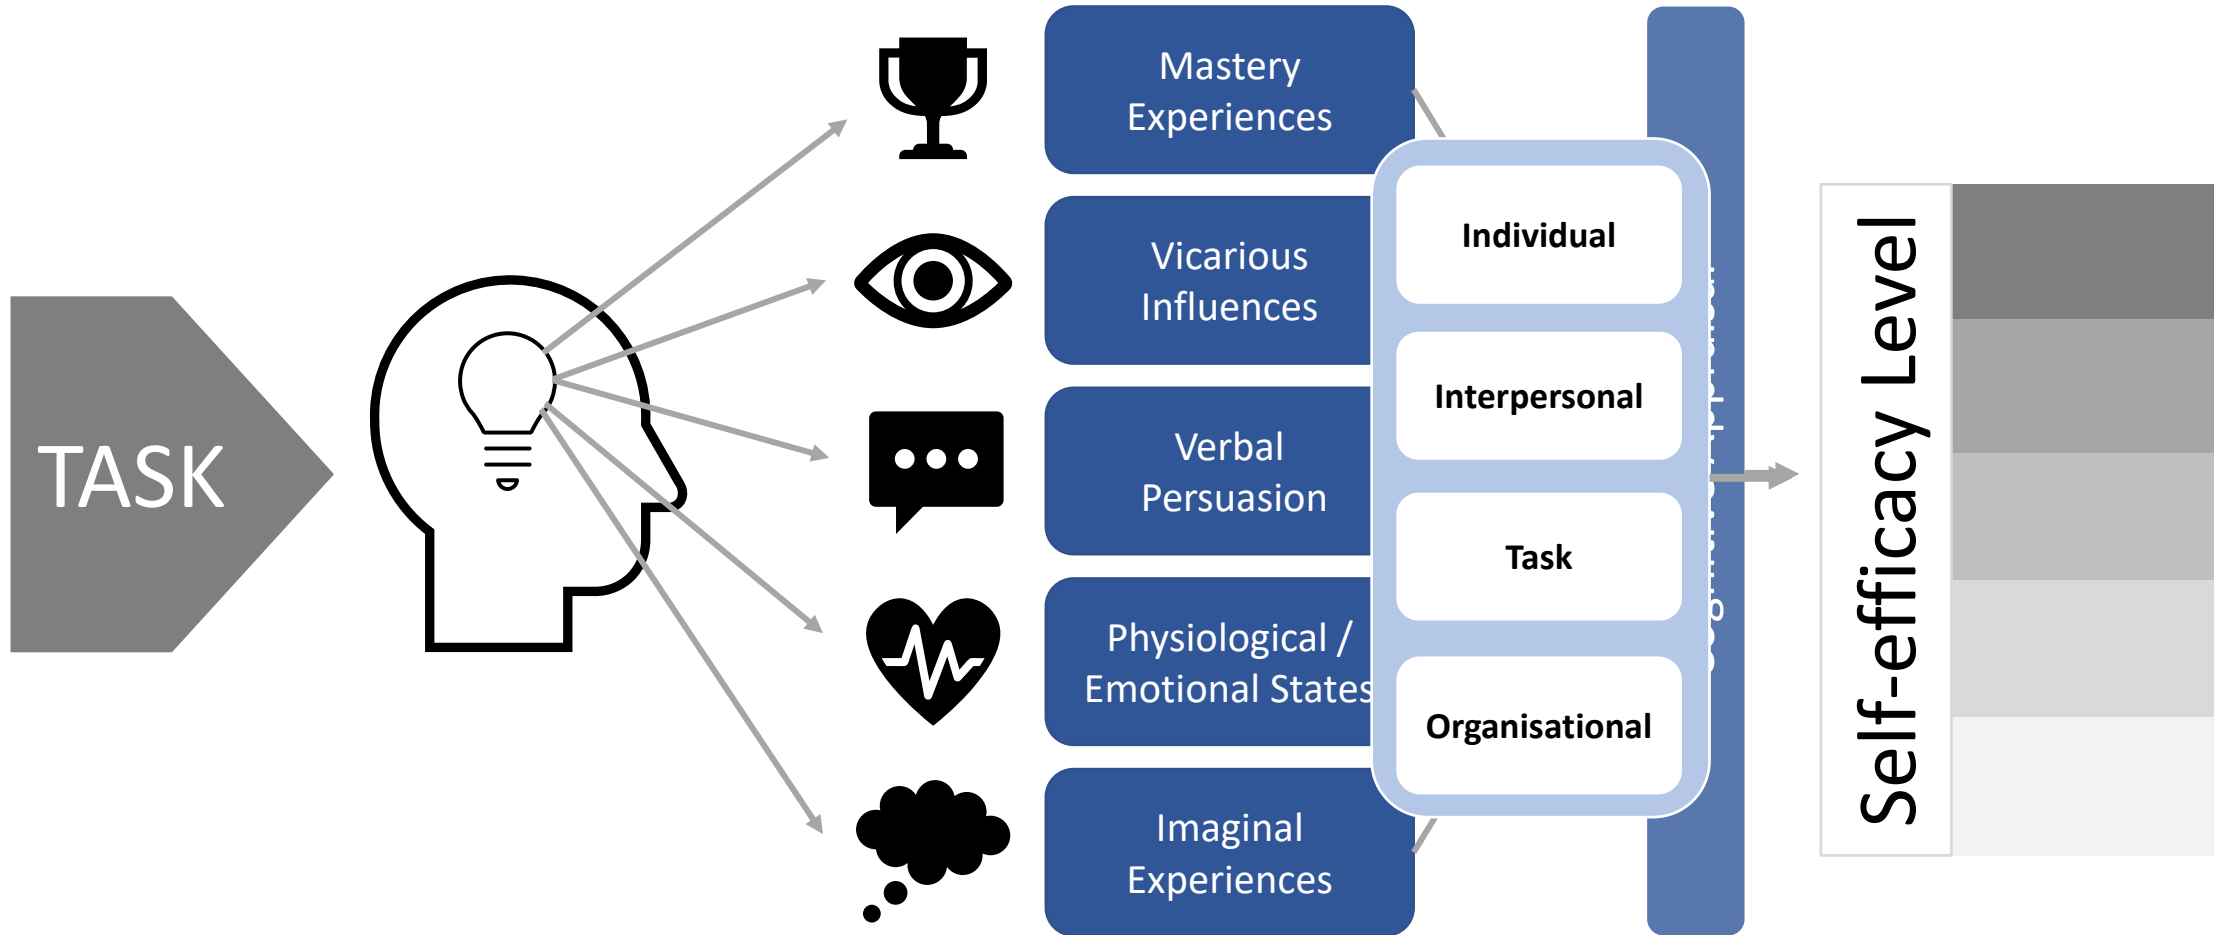 TASK
Mastery
Experiences
Vicarious
Influences
Verbal
Persuasion
Physiological /
Emotional States
Imaginal
Experiences
Individual
Interpersonal
Task
Organisational
Self-efficacy Level